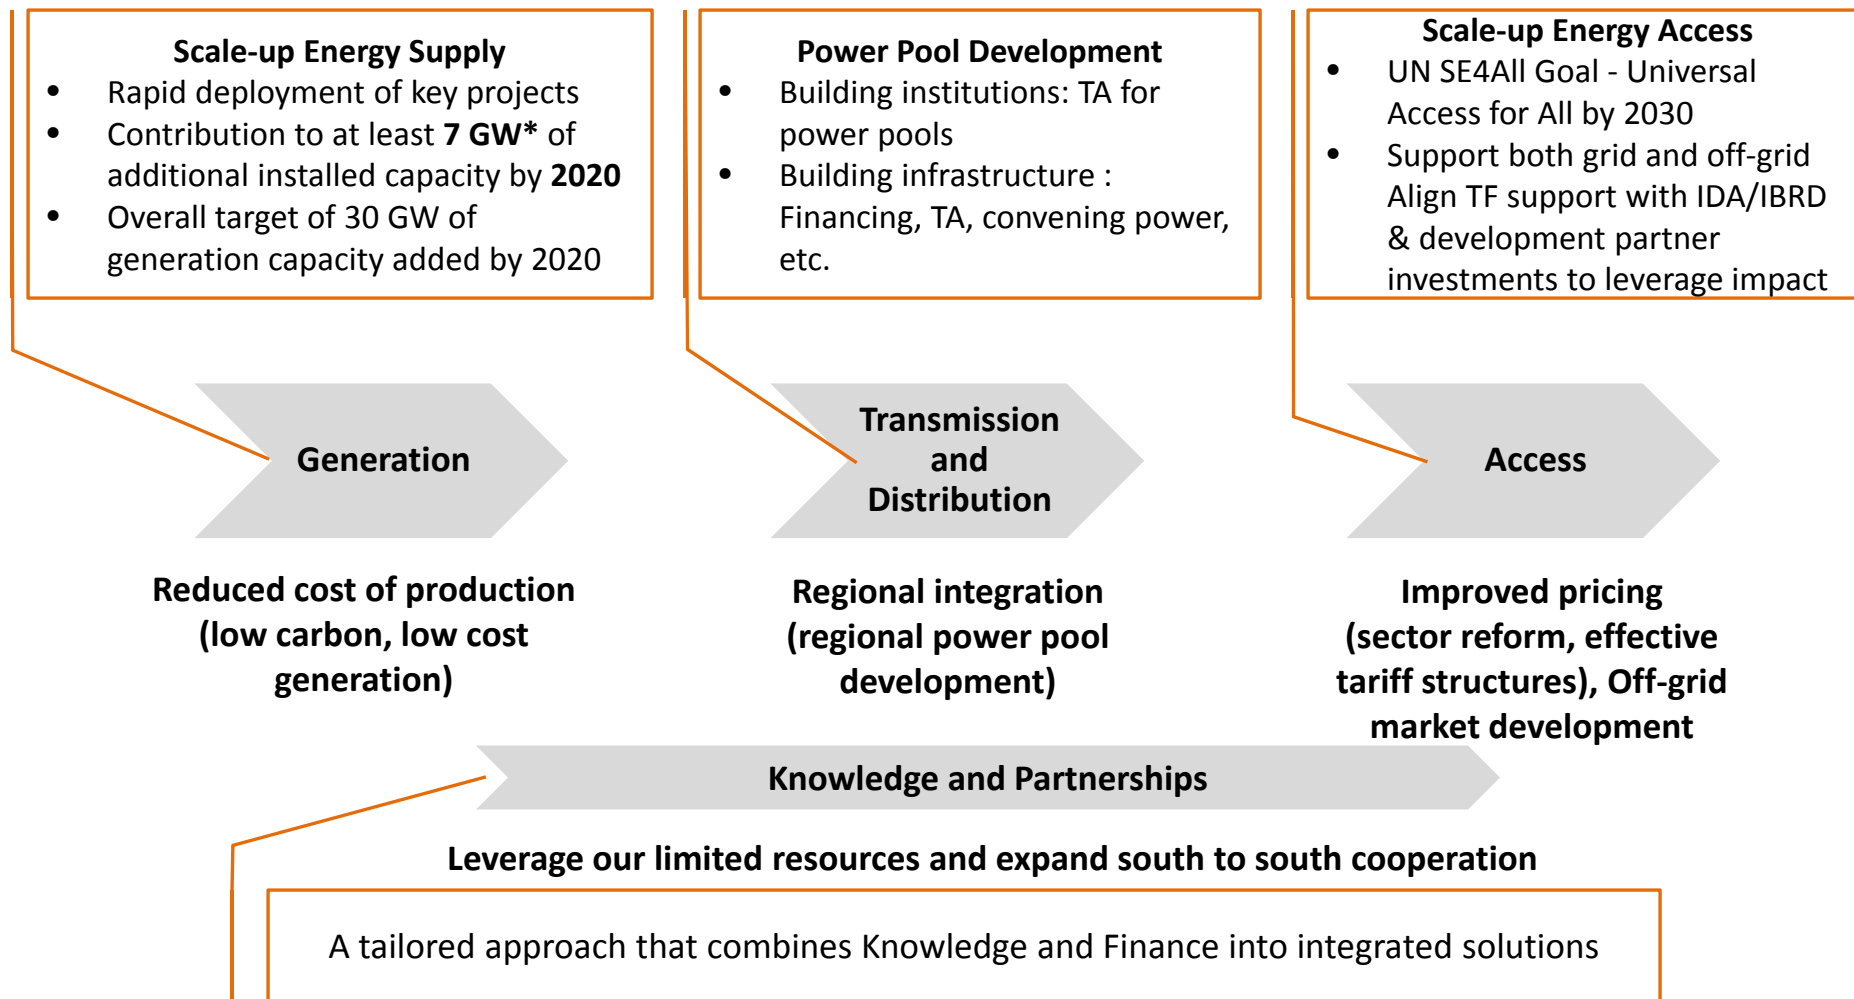 Scale-up Energy Supply
• Rapid deployment of key projects
• Contribution to at least 7 GW* of
additional installed capacity by 2020
• Overall target of 30 GW of
generation capacity added by 2020
Power Pool Development
• Building institutions: TA for
power pools
• Building infrastructure :
Financing, TA, convening power,
etc.
Scale-up Energy Access
• UN SE4All Goal - Universal
Access for All by 2030
• Support both grid and off-grid
Align TF support with IDA/IBRD
& development partner
investments to leverage impact
Generation
Transmission
and
Distribution
Access
Reduced cost of production
(low carbon, low cost
generation)
Regional integration
(regional power pool
development)
Improved pricing
(sector reform, effective
tariff structures), Off-grid
market development
Knowledge and Partnerships
Leverage our limited resources and expand south to south cooperation
A tailored approach that combines Knowledge and Finance into integrated solutions